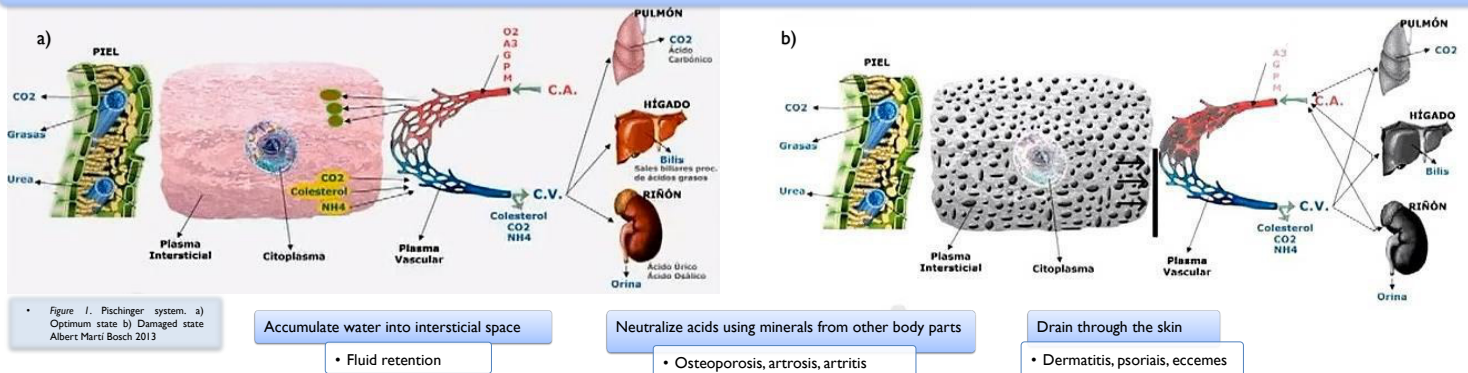 a)
PIEL
CO2
Grasas
Urea
Plasma
Intersticial
Citoplasma
CO2
Colesterol
NH4
O2
A3
G
P
M
C.A.
C.V.
Colesterol
CO2
NH4
Plasma
Vascular
PULMÓN
CO2
Ácido
Carbónico
HÍGADO
Bilis
Sales biliares proc.
de ácidos grasos
RIÑÓN
Ácido Úrico
Ácido Oxálico
Orina
b)
PIEL
CO2
Grasas
Urea
Plasma
Intersticial
Citoplasma
A3
G
P
M
C.A.
C.V.
Colesterol
CO2
NH4
Plasma
Vascular
PULMÓN
CO2
HÍGADO
Bilis
RIÑÓN
Orina
• Figure 1. Pischinger system. a)
Optimum state b) Damaged state
Albert Martí Bosch 2013
Accumulate water into intersticial space
• Fluid retention
Neutralize acids using minerals from other body parts
• Osteoporosis, artrosis, artritis
Drain through the skin
• Dermatitis, psoriais, eccemes